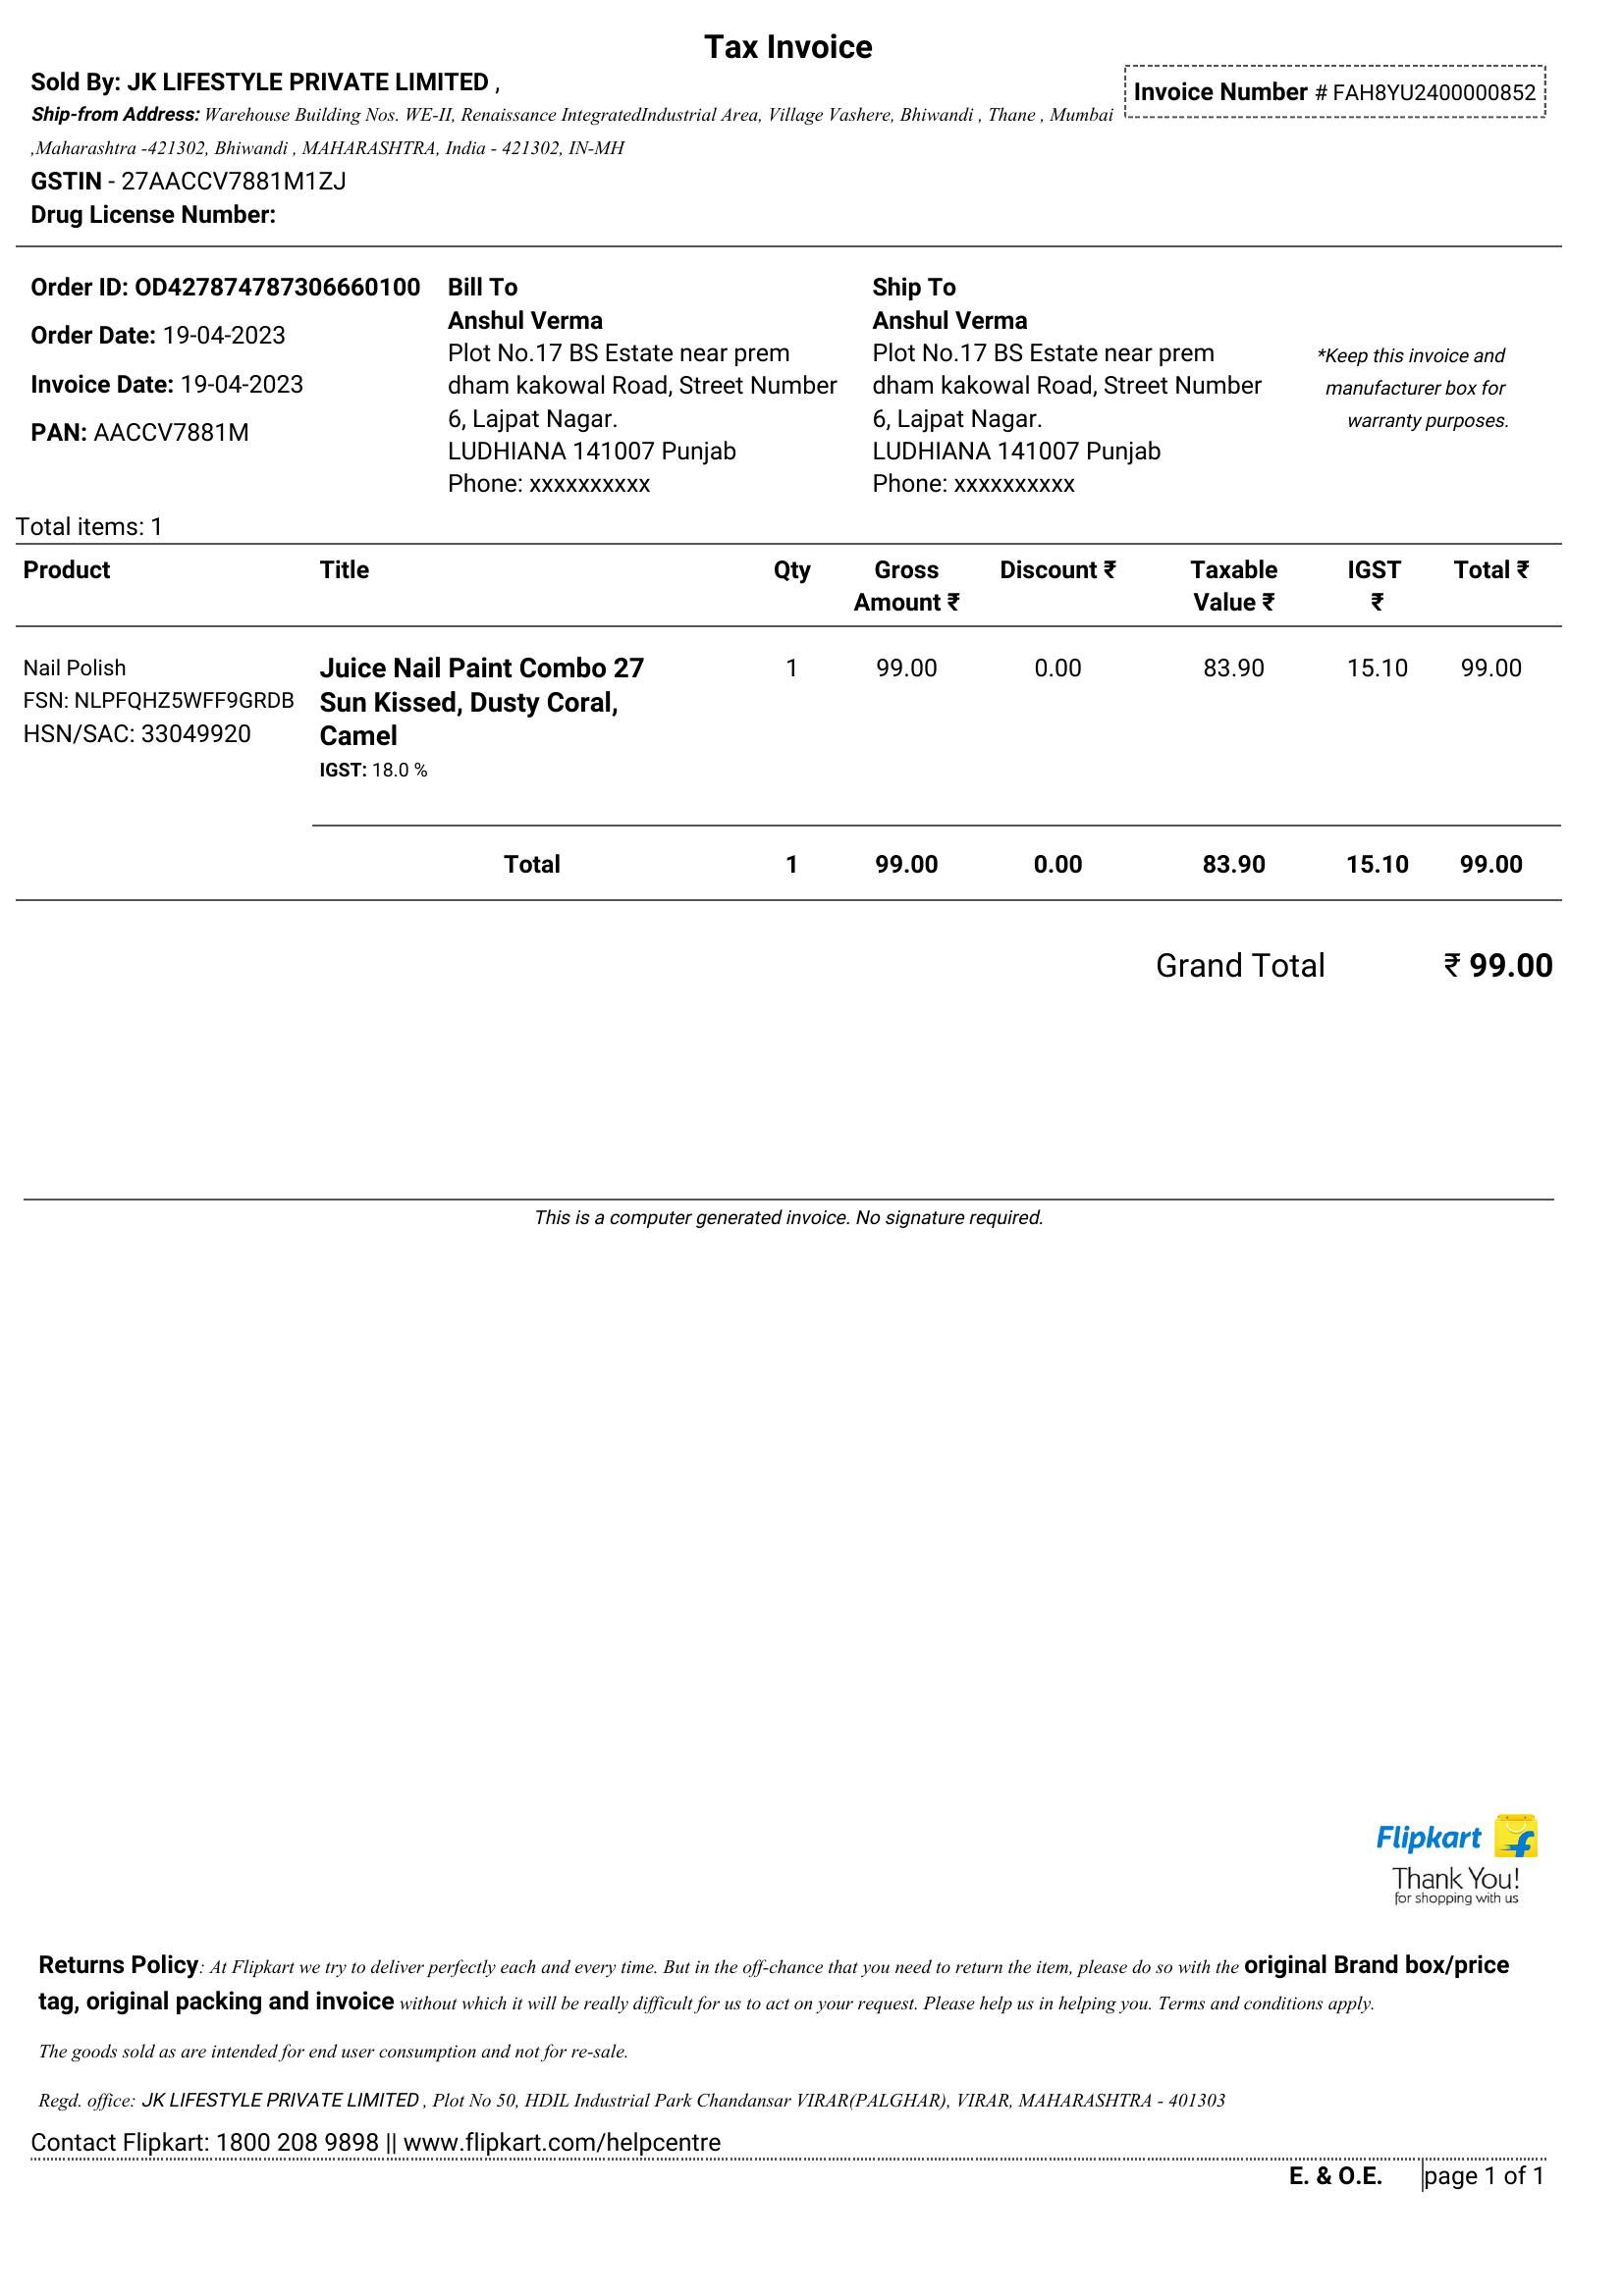 Tax Invoice
Sold By: JK LIFESTYLE PRIVATE LIMITED ,
Invoice Number # FAH8YU2400000852
Ship-from Address: Warehouse Building Nos. WE-II, Renaissance IntegratedIndustrial Area, Village Vashere, Bhiwandi , Thane , Mumbai
,Maharashtra -421302, Bhiwandi , MAHARASHTRA, India - 421302, IN-MH
GSTIN - 27AACCV7881M1ZJ
Drug License Number:
Order ID: OD427874787306660100
Order Date: 19-04-2023
Invoice Date: 19-04-2023
PAN: AACCV7881M
Bill To
Anshul Verma
Plot No.17 BS Estate near prem
dham kakowal Road, Street Number
6, Lajpat Nagar.
LUDHIANA 141007 Punjab
Phone: xxxxxxxxxx
Ship To
Anshul Verma
Plot No.17 BS Estate near prem
dham kakowal Road, Street Number
6, Lajpat Nagar.
LUDHIANA 141007 Punjab
Phone: xxxxxxxxxx
*Keep this invoice and
manufacturer box for
warranty purposes.
Total items: 1
Product Title Qty Gross Amount ₹ Discount ₹ Taxable Value ₹ IGST ₹ Total ₹
Nail Polish
FSN: NLPFQHZ5WFF9GRDB
HSN/SAC: 33049920
Juice Nail Paint Combo 27
Sun Kissed, Dusty Coral,
Camel
IGST: 18.0 %
1 99.00 0.00 83.90 15.10 99.00
Total 1 99.00 0.00 83.90 15.10 99.00
Grand Total ₹ 99.00
This is a computer generated invoice. No signature required.
Flipkart
Thank You!
for shopping with us
Returns Policy: At Flipkart we try to deliver perfectly each and every time. But in the off-chance that you need to return the item, please do so with the original Brand box/price
tag, original packing and invoice without which it will be really difficult for us to act on your request. Please help us in helping you. Terms and conditions apply.
The goods sold as are intended for end user consumption and not for re-sale.
Regd. office: JK LIFESTYLE PRIVATE LIMITED , Plot No 50, HDIL Industrial Park Chandansar VIRAR(PALGHAR), VIRAR, MAHARASHTRA - 401303
Contact Flipkart: 1800 208 9898 || www.flipkart.com/helpcentre
E. & O.E. page 1 of 1